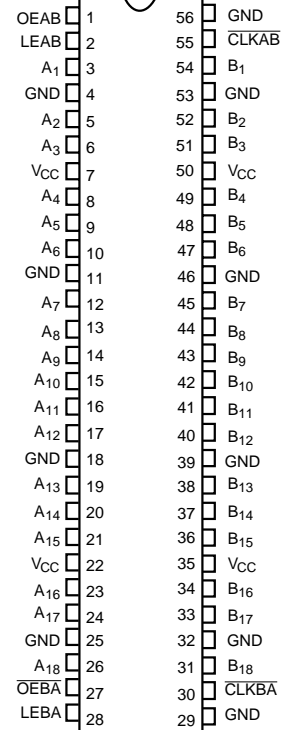 OEAB 1 56 GND
LEAB 2 55 C̅L̅K̅A̅B̅
A₁ 3 54 B₁
GND 4 53 GND
A₂ 5 52 B₂
A₃ 6 51 B₃
VCC 7 50 VCC
A₄ 8 49 B₄
A₅ 9 48 B₅
A₆ 10 47 B₆
GND 11 46 GND
A₇ 12 45 B₇
A₈ 13 44 B₈
A₉ 14 43 B₉
A₁₀ 15 42 B₁₀
A₁₁ 16 41 B₁₁
A₁₂ 17 40 B₁₂
GND 18 39 GND
A₁₃ 19 38 B₁₃
A₁₄ 20 37 B₁₄
A₁₅ 21 36 B₁₅
VCC 22 35 VCC
A₁₆ 23 34 B₁₆
A₁₇ 24 33 B₁₇
GND 25 32 GND
A₁₈ 26 31 B₁₈
O̅E̅B̅A̅ 27 30 C̅L̅K̅B̅A̅
LEBA 28 29 GND